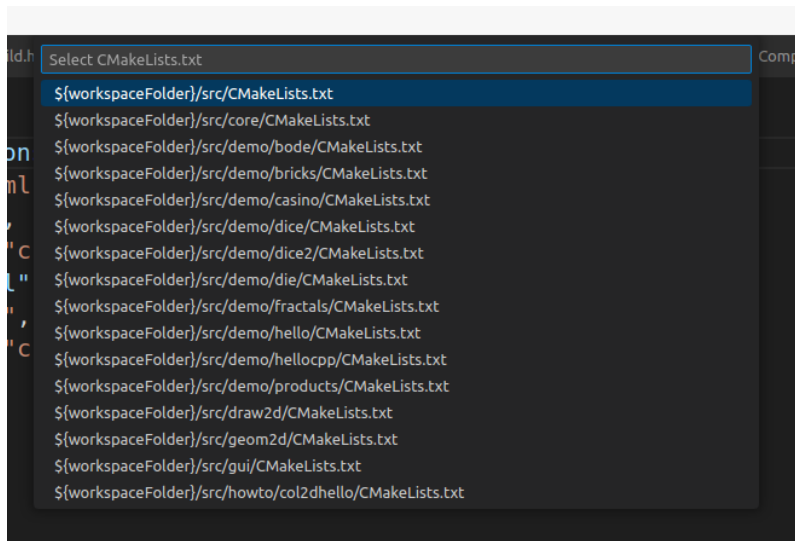 ild.h
Select CMakeLists.txt
Comp
${workspaceFolder}/src/CMakeLists.txt
${workspaceFolder}/src/core/CMakeLists.txt
${workspaceFolder}/src/demo/bode/CMakeLists.txt
on
${workspaceFolder}/src/demo/bricks/CMakeLists.txt
ml
${workspaceFolder}/src/demo/casino/CMakeLists.txt
,
${workspaceFolder}/src/demo/dice/CMakeLists.txt
"c
${workspaceFolder}/src/demo/dice2/CMakeLists.txt
l"
${workspaceFolder}/src/demo/die/CMakeLists.txt
${workspaceFolder}/src/demo/fractals/CMakeLists.txt
",
${workspaceFolder}/src/demo/hello/CMakeLists.txt
"c
${workspaceFolder}/src/demo/hellocpp/CMakeLists.txt
${workspaceFolder}/src/demo/products/CMakeLists.txt
${workspaceFolder}/src/draw2d/CMakeLists.txt
${workspaceFolder}/src/geom2d/CMakeLists.txt
${workspaceFolder}/src/gui/CMakeLists.txt
${workspaceFolder}/src/howto/col2dhello/CMakeLists.txt